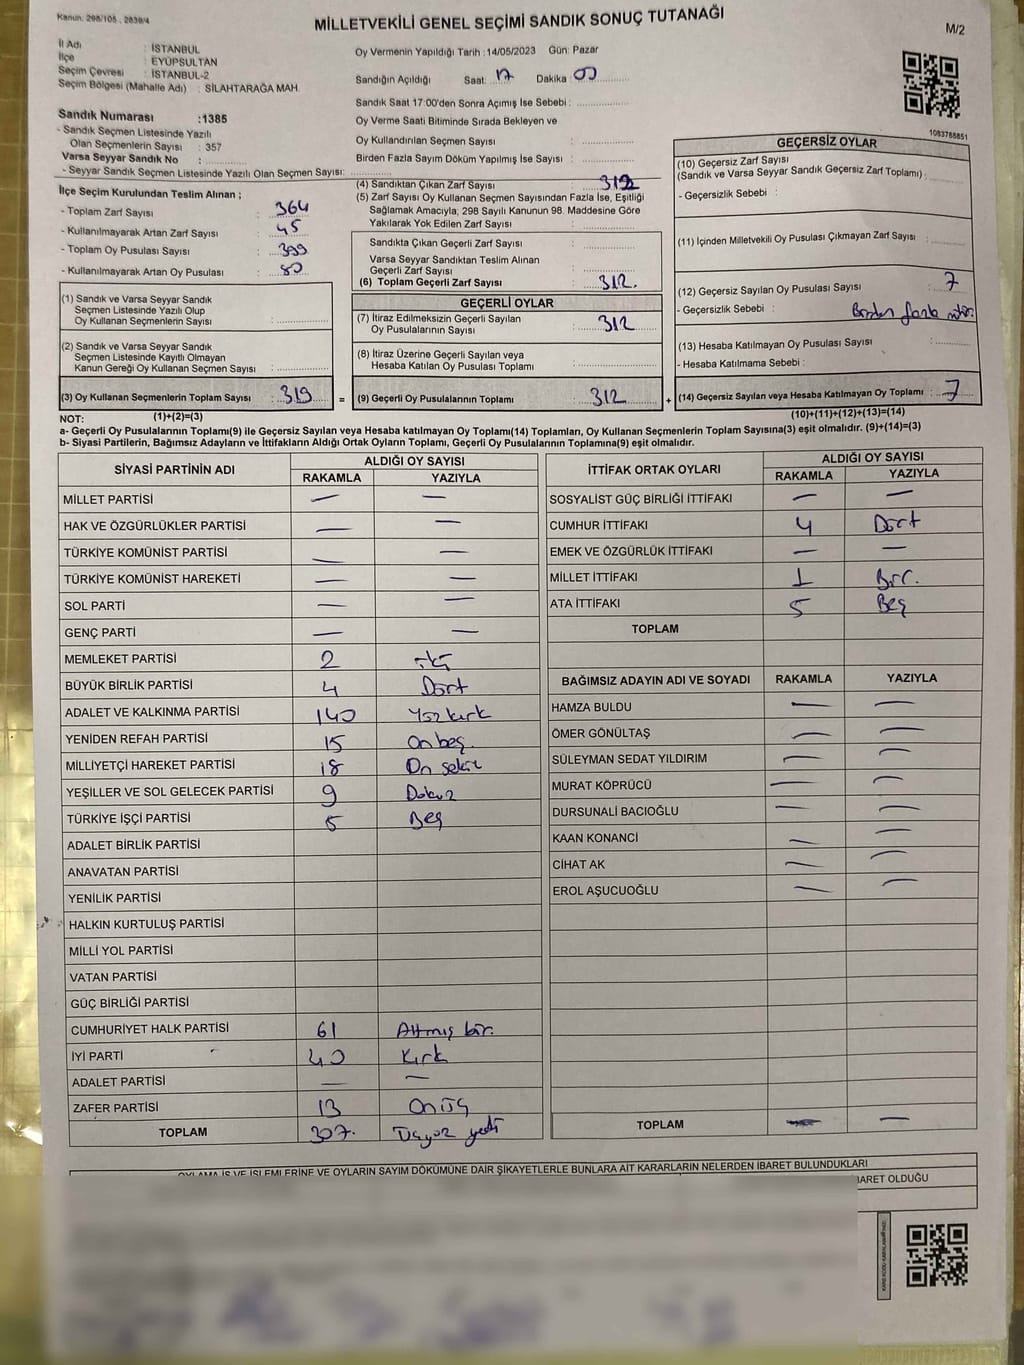 Kanun: 298/105 , 2839/4
MİLLETVEKİLİ GENEL SEÇİMİ SANDIK SONUÇ TUTANAĞI
M/2
İl Adı : İSTANBUL
İlçe : EYÜPSULTAN
Seçim Çevresi : İSTANBUL-2
Seçim Bölgesi (Mahalle Adı) : SİLAHTARAĞA MAH.
Sandık Numarası :1385
- Sandık Seçmen Listesinde Yazılı
Olan Seçmenlerin Sayısı : 357
Varsa Seyyar Sandık No :
- Seyyar Sandık Seçmen Listesinde Yazılı Olan Seçmen Sayısı:
Oy Vermenin Yapıldığı Tarih :14/05/2023 Gün: Pazar
Sandığın Açıldığı Saat: 17 Dakika: 00
Sandık Saat 17:00'den Sonra Açılmış İse Sebebi :
Oy Verme Saati Bitiminde Sırada Bekleyen ve
Oy Kullandırılan Seçmen Sayısı :
Birden Fazla Sayım Döküm Yapılmış İse Sayısı :
1083788851
İlçe Seçim Kurulundan Teslim Alınan ;
- Toplam Zarf Sayısı : 364
- Kullanılmayarak Artan Zarf Sayısı : 45
- Toplam Oy Pusulası Sayısı : 399
- Kullanılmayarak Artan Oy Pusulası : 80
(1) Sandık ve Varsa Seyyar Sandık
Seçmen Listesinde Yazılı Olup
Oy Kullanan Seçmenlerin Sayısı :
(2) Sandık ve Varsa Seyyar Sandık
Seçmen Listesinde Kayıtlı Olmayan
Kanun Gereği Oy Kullanan Seçmen Sayısı :
(3) Oy Kullanan Seçmenlerin Toplam Sayısı : 319 =
(4) Sandıktan Çıkan Zarf Sayısı :
(5) Zarf Sayısı Oy Kullanan Seçmen Sayısından Fazla İse, Eşitliği
Sağlamak Amacıyla, 298 Sayılı Kanunun 98. Maddesine Göre
Yakılarak Yok Edilen Zarf Sayısı :
Sandıkta Çıkan Geçerli Zarf Sayısı :
Varsa Seyyar Sandıktan Teslim Alınan
Geçerli Zarf Sayısı :
(6) Toplam Geçerli Zarf Sayısı : 312.
GEÇERLİ OYLAR
(7) İtiraz Edilmeksizin Geçerli Sayılan
Oy Pusulalarının Sayısı : 312
(8) İtiraz Üzerine Geçerli Sayılan veya
Hesaba Katılan Oy Pusulası Toplamı :
(9) Geçerli Oy Pusulalarının Toplamı : 312 +
GEÇERSİZ OYLAR
(10) Geçersiz Zarf Sayısı
(Sandık ve Varsa Seyyar Sandık Geçersiz Zarf Toplamı) :
- Geçersizlik Sebebi :
(11) İçinden Milletvekili Oy Pusulası Çıkmayan Zarf Sayısı :
(12) Geçersiz Sayılan Oy Pusulası Sayısı : 7
- Geçersizlik Sebebi : Birden fazla
(13) Hesaba Katılmayan Oy Pusulası Sayısı :
- Hesaba Katılmama Sebebi :
(14) Geçersiz Sayılan veya Hesaba Katılmayan Oy Toplamı : 7
NOT: (1)+(2)=(3) (10)+(11)+(12)+(13)=(14)
a- Geçerli Oy Pusulalarının Toplamı(9) ile Geçersiz Sayılan veya Hesaba katılmayan Oy Toplamı(14) Toplamları, Oy Kullanan Seçmenlerin Toplam Sayısına(3) eşit olmalıdır. (9)+(14)=(3)
b- Siyasi Partilerin, Bağımsız Adayların ve İttifakların Aldığı Ortak Oyların Toplamı, Geçerli Oy Pusulalarının Toplamına(9) eşit olmalıdır.
SİYASİ PARTİNİN ADI ALDIĞI OY SAYISI
RAKAMLA YAZIYLA
MİLLET PARTİSİ — —
HAK VE ÖZGÜRLÜKLER PARTİSİ — —
TÜRKİYE KOMÜNİST PARTİSİ — —
TÜRKİYE KOMÜNİST HAREKETİ — —
SOL PARTİ — —
GENÇ PARTİ — —
MEMLEKET PARTİSİ 2 iki
BÜYÜK BİRLİK PARTİSİ 4 Dört
ADALET VE KALKINMA PARTİSİ 140 Yüzkırk
YENİDEN REFAH PARTİSİ 15 Onbeş
MİLLİYETÇİ HAREKET PARTİSİ 18 On sekiz
YEŞİLLER VE SOL GELECEK PARTİSİ 9 Dokuz
TÜRKİYE İŞÇİ PARTİSİ 5 Beş
ADALET BİRLİK PARTİSİ
ANAVATAN PARTİSİ
YENİLİK PARTİSİ
HALKIN KURTULUŞ PARTİSİ
MİLLİ YOL PARTİSİ
VATAN PARTİSİ
GÜÇ BİRLİĞİ PARTİSİ
CUMHURİYET HALK PARTİSİ 61 Altmış bir.
İYİ PARTİ 40 Kırk
ADALET PARTİSİ — —
ZAFER PARTİSİ 13 Onüç
TOPLAM 307. Üçyüz yedi
İTTİFAK ORTAK OYLARI ALDIĞI OY SAYISI
RAKAMLA YAZIYLA
SOSYALİST GÜÇ BİRLİĞİ İTTİFAKI — —
CUMHUR İTTİFAKI 4 Dört
EMEK VE ÖZGÜRLÜK İTTİFAKI — —
MİLLET İTTİFAKI 1 Bir.
ATA İTTİFAKI 5 Beş
TOPLAM
BAĞIMSIZ ADAYIN ADI VE SOYADI RAKAMLA YAZIYLA
HAMZA BULDU — —
ÖMER GÖNÜLTAŞ — —
SÜLEYMAN SEDAT YILDIRIM — —
MURAT KÖPRÜCÜ — —
DURSUNALİ BACIOĞLU — —
KAAN KONANCİ — —
CİHAT AK — —
EROL AŞUCUOĞLU — —
TOPLAM — —
OYLAMA İŞ VE İŞLEMLERİNE VE OYLARIN SAYIM DÖKÜMÜNE DAİR ŞİKAYETLERLE BUNLARA AİT KARARLARIN NELERDEN İBARET BULUNDUKLARI
BARET OLDUĞU